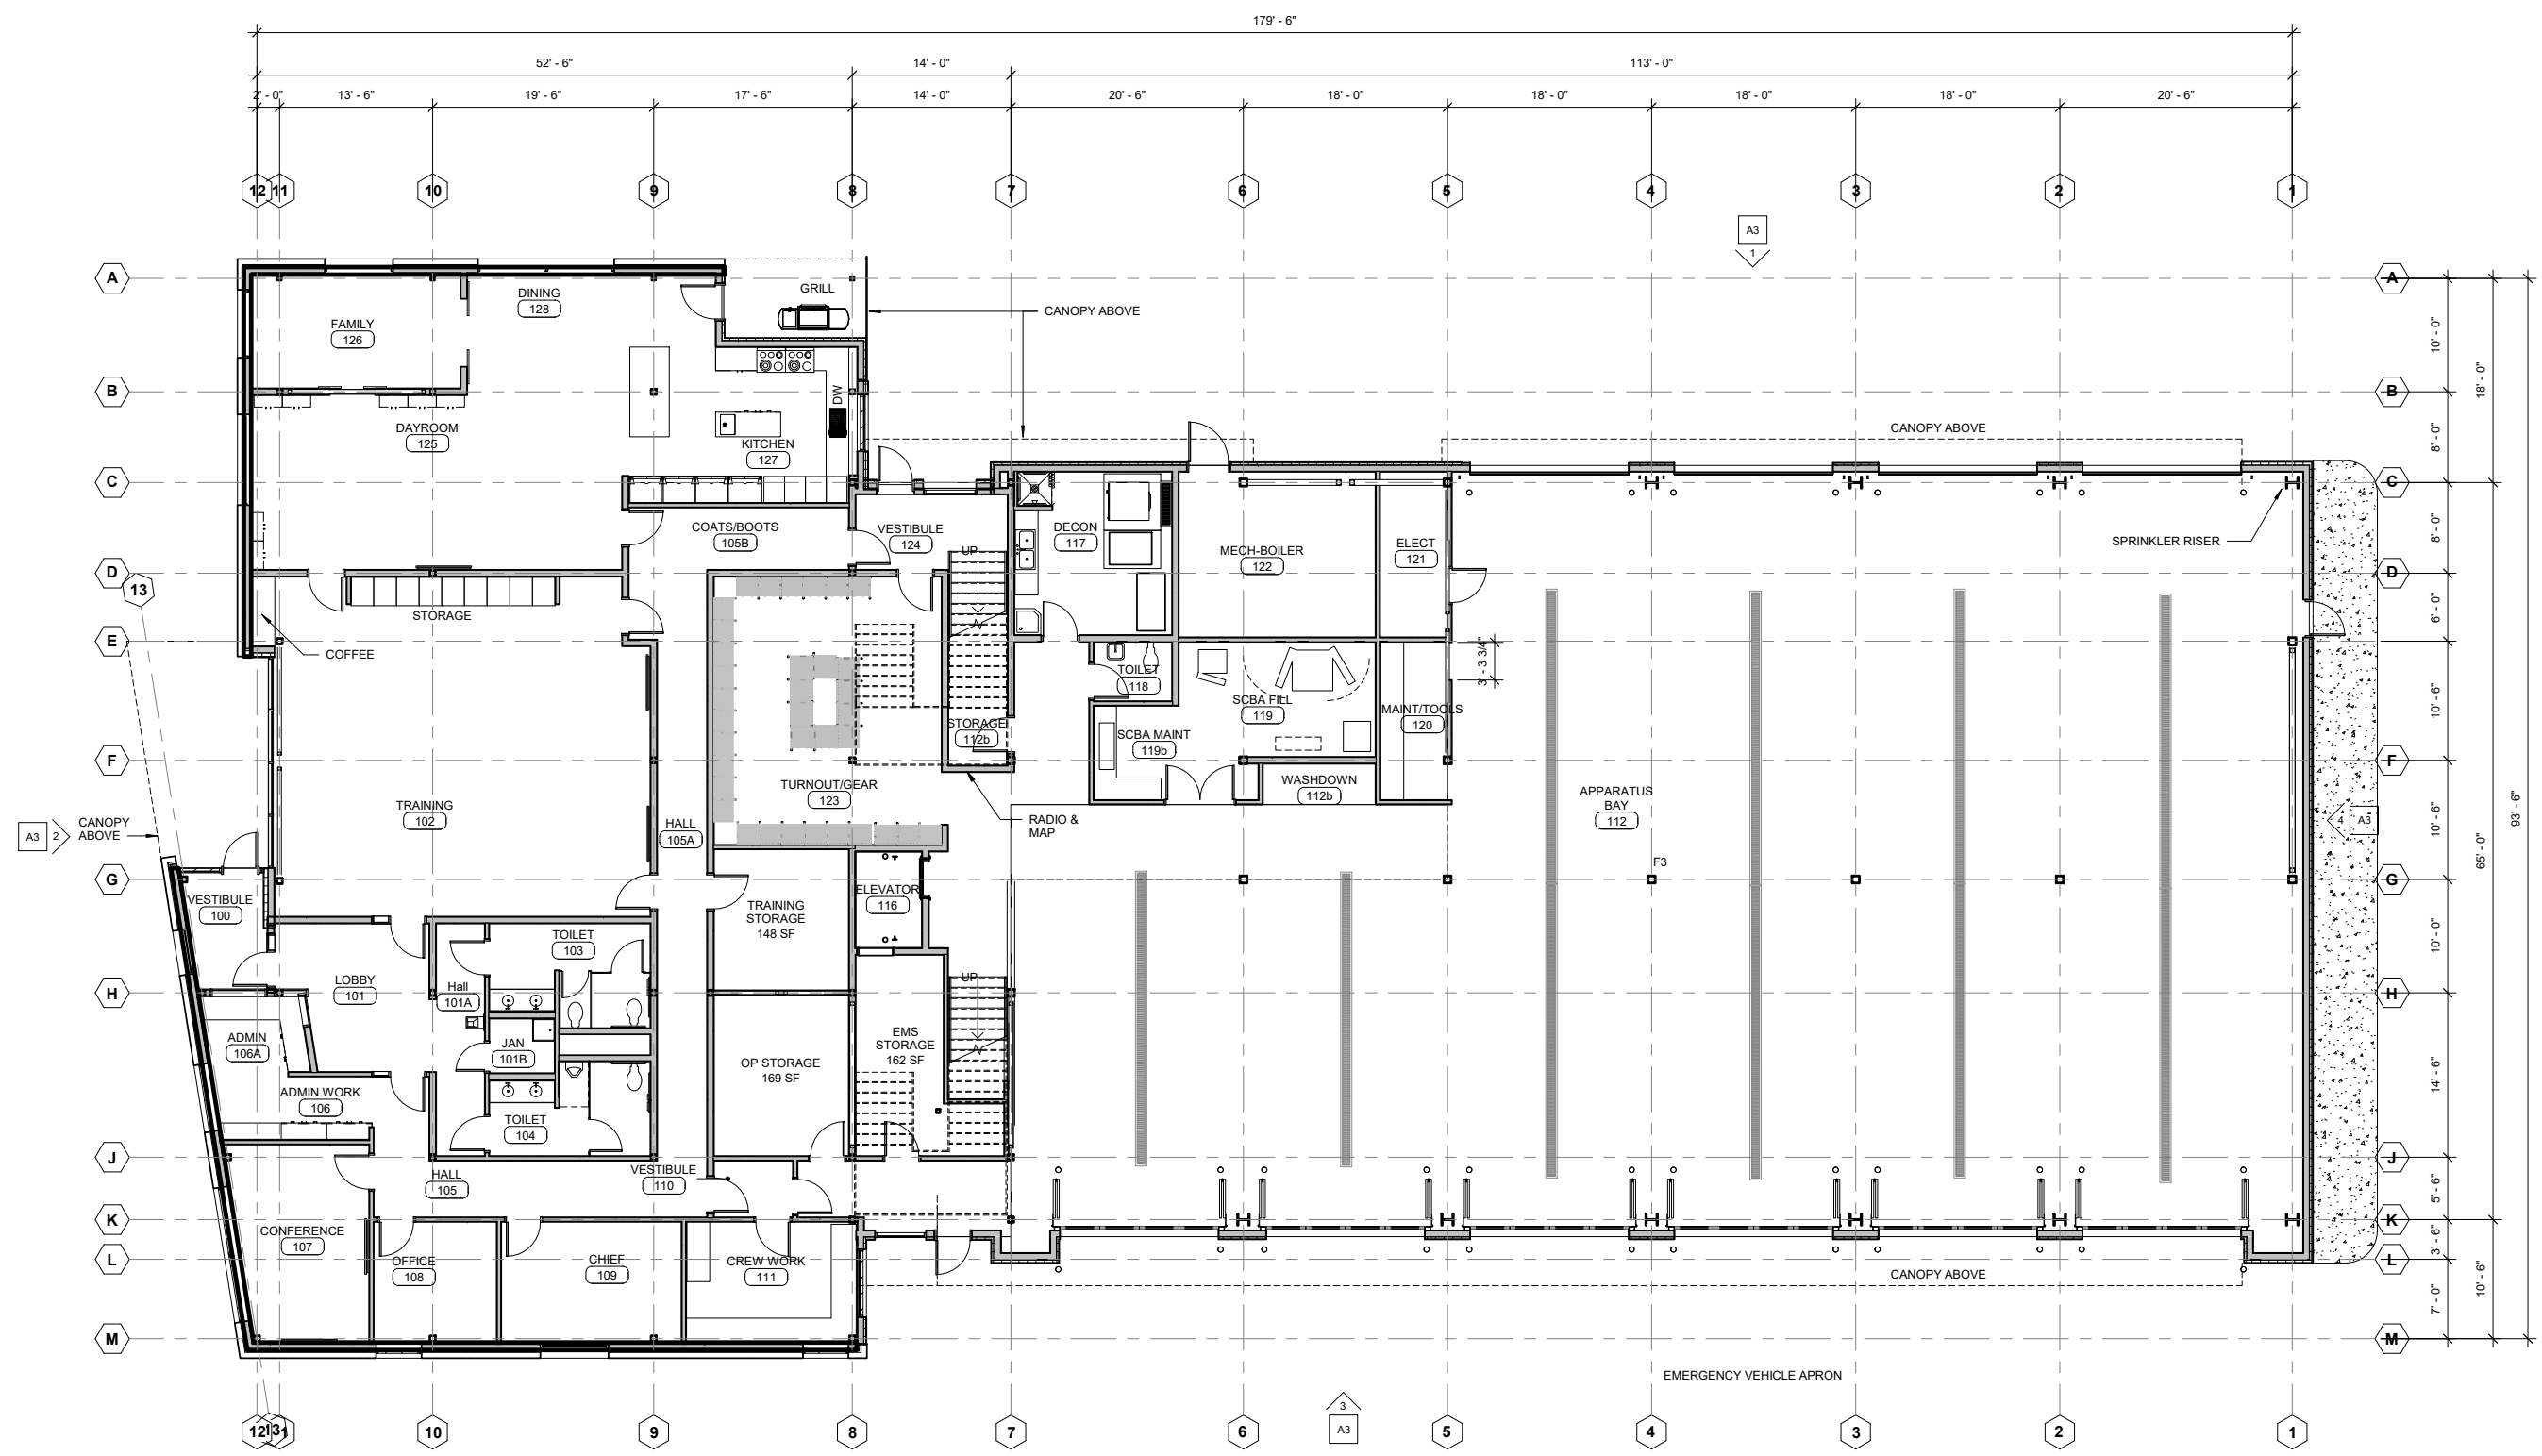 179' - 6"
52' - 6"
14' - 0"
113' - 0"
2' - 0"
13' - 6"
19' - 6"
17' - 6"
14' - 0"
20' - 6"
18' - 0"
18' - 0"
18' - 0"
18' - 0"
20' - 6"
12
11
10
9
8
7
6
5
4
3
2
1
A3
1
A
A
GRILL
DINING
128
CANOPY ABOVE
FAMILY
126
10' - 0"
18' - 0"
B
B
DW
DAYROOM
125
KITCHEN
127
CANOPY ABOVE
8' - 0"
C
C
COATS/BOOTS
105B
VESTIBULE
124
DECON
117
MECH-BOILER
122
ELECT
121
SPRINKLER RISER
8' - 0"
UP
D
D
13
STORAGE
6' - 0"
E
COFFEE
3' - 3 3/4"
TOILET
118
SCBA FILL
119
MAINT/TOOLS
120
10' - 6"
STORAGE
112b
SCBA MAINT
119b
F
F
WASHDOWN
112b
TURNOUT/GEAR
123
APPARATUS
BAY
112
TRAINING
102
93' - 6"
A3
2
CANOPY
ABOVE
HALL
105A
RADIO &
MAP
4
A3
10' - 6"
65' - 0"
F3
G
G
VESTIBULE
100
ELEVATOR
116
TRAINING
STORAGE
148 SF
TOILET
103
10' - 0"
UP
LOBBY
101
Hall
101A
H
H
ADMIN
106A
JAN
101B
EMS
STORAGE
162 SF
OP STORAGE
169 SF
14' - 6"
ADMIN WORK
106
TOILET
104
J
J
HALL
105
VESTIBULE
110
5' - 6"
K
K
CONFERENCE
107
3' - 6"
L
L
OFFICE
108
CHIEF
109
CREW WORK
111
CANOPY ABOVE
7' - 0"
10' - 6"
M
M
EMERGENCY VEHICLE APRON
3
A3
12
10
9
8
7
6
5
4
3
2
1